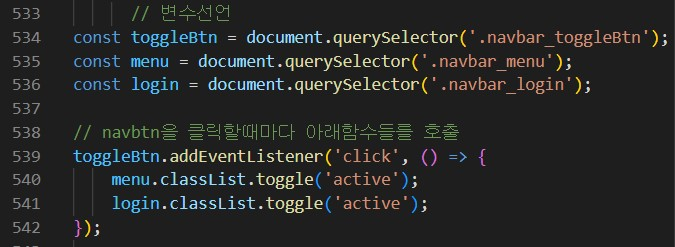 533 // 변수선언
534 const toggleBtn = document.querySelector('.navbar_toggleBtn');
535 const menu = document.querySelector('.navbar_menu');
536 const login = document.querySelector('.navbar_login');
537
538 // navbtn을 클릭할때마다 아래함수들를 호출
539 toggleBtn.addEventListener('click', () => {
540 menu.classList.toggle('active');
541 login.classList.toggle('active');
542 });